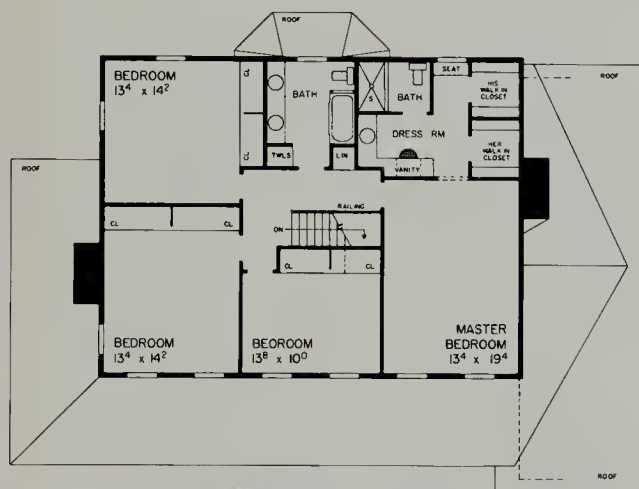 ROOF
BEDROOM
13⁴ x 14²
CL
CL
BATH
TWLS
LIN
S
BATH
SEAT
HIS
WALK IN
CLOSET
ROOF
DRESS RM
VANITY
HER
WALK IN
CLOSET
ROOF
CL
CL
RAILING
DN
CL
CL
BEDROOM
13⁴ x 14²
BEDROOM
13⁸ x 10⁰
MASTER
BEDROOM
13⁴ x 19⁴
ROOF